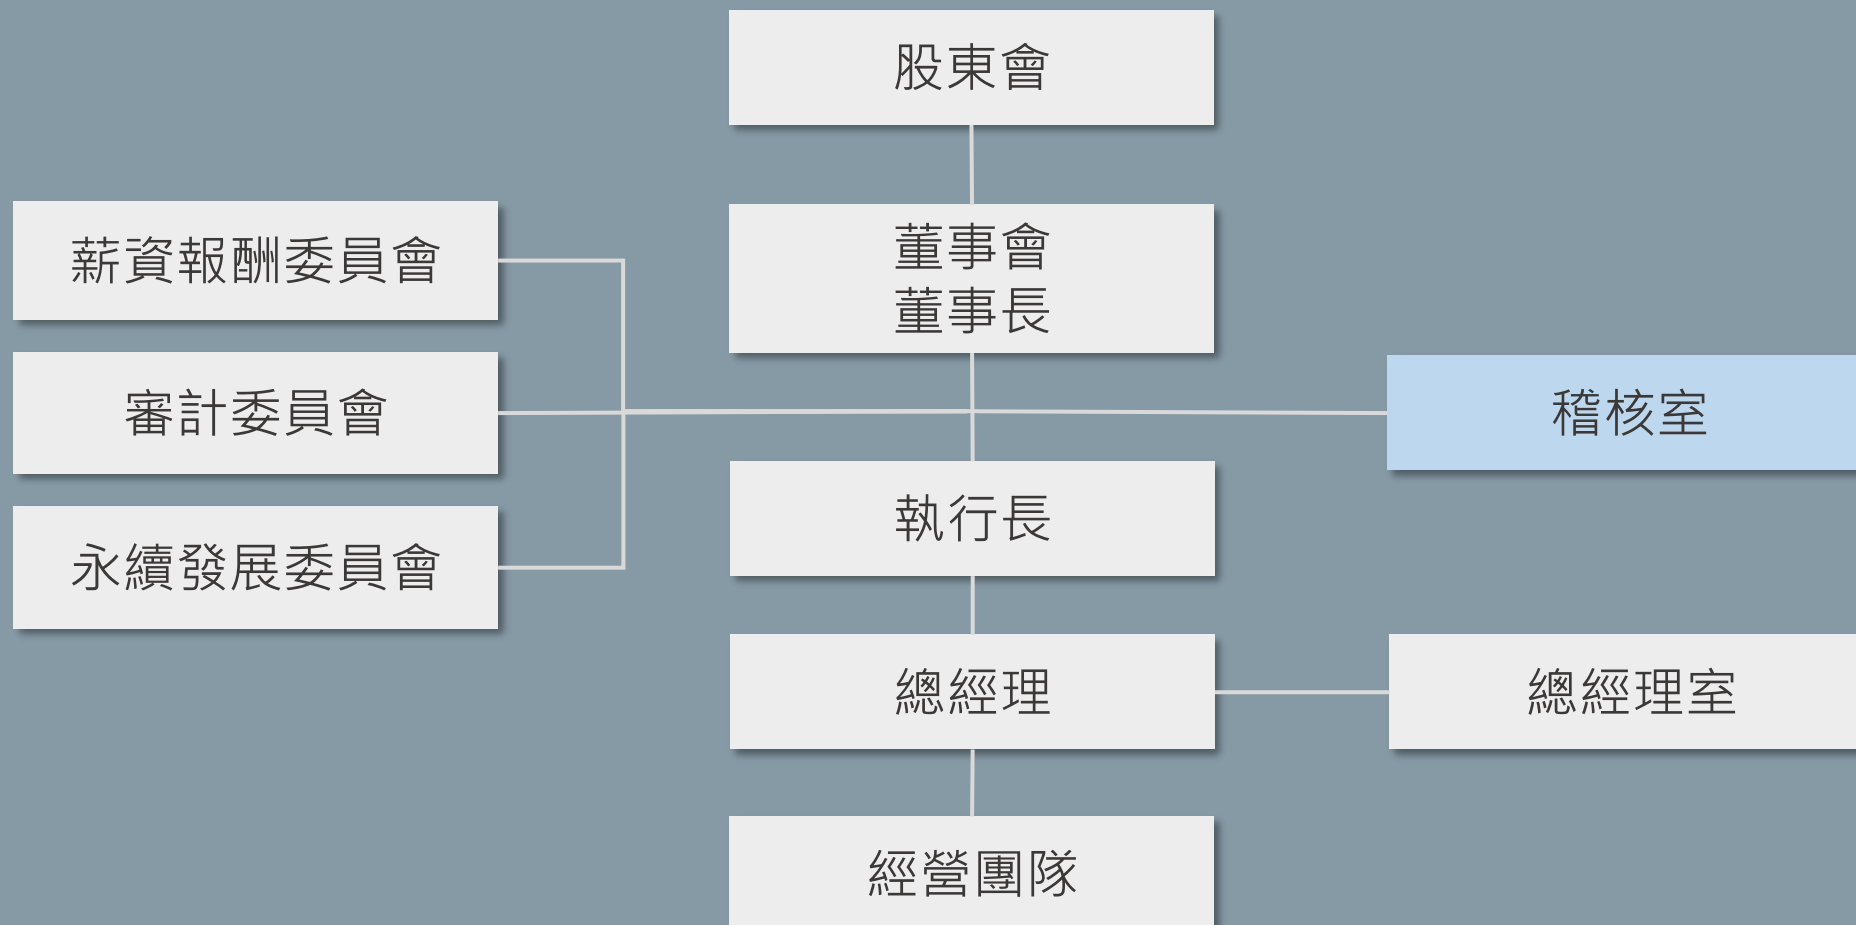 股東會
董事會
董事長
薪資報酬委員會
審計委員會
永續發展委員會
稽核室
執行長
總經理
總經理室
經營團隊